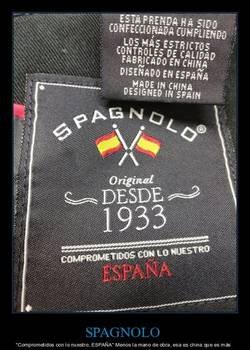 ESTA PRENDA HA SIDO
CONFECCIONADA CUMPLIENDO
LOS MÁS ESTRICTOS
CONTROLES DE CALIDAD
FABRICADO EN CHINA
DISEÑADO EN ESPAÑA
MADE IN CHINA
DESIGNED IN SPAIN
SPAGNOLO®
Original
DESDE
1933
COMPROMETIDOS CON LO NUESTRO
ESPAÑA
SPAGNOLO
"Comprometidos con lo nuestro, ESPAÑA" Menos la mano de obra, esa es china que es más